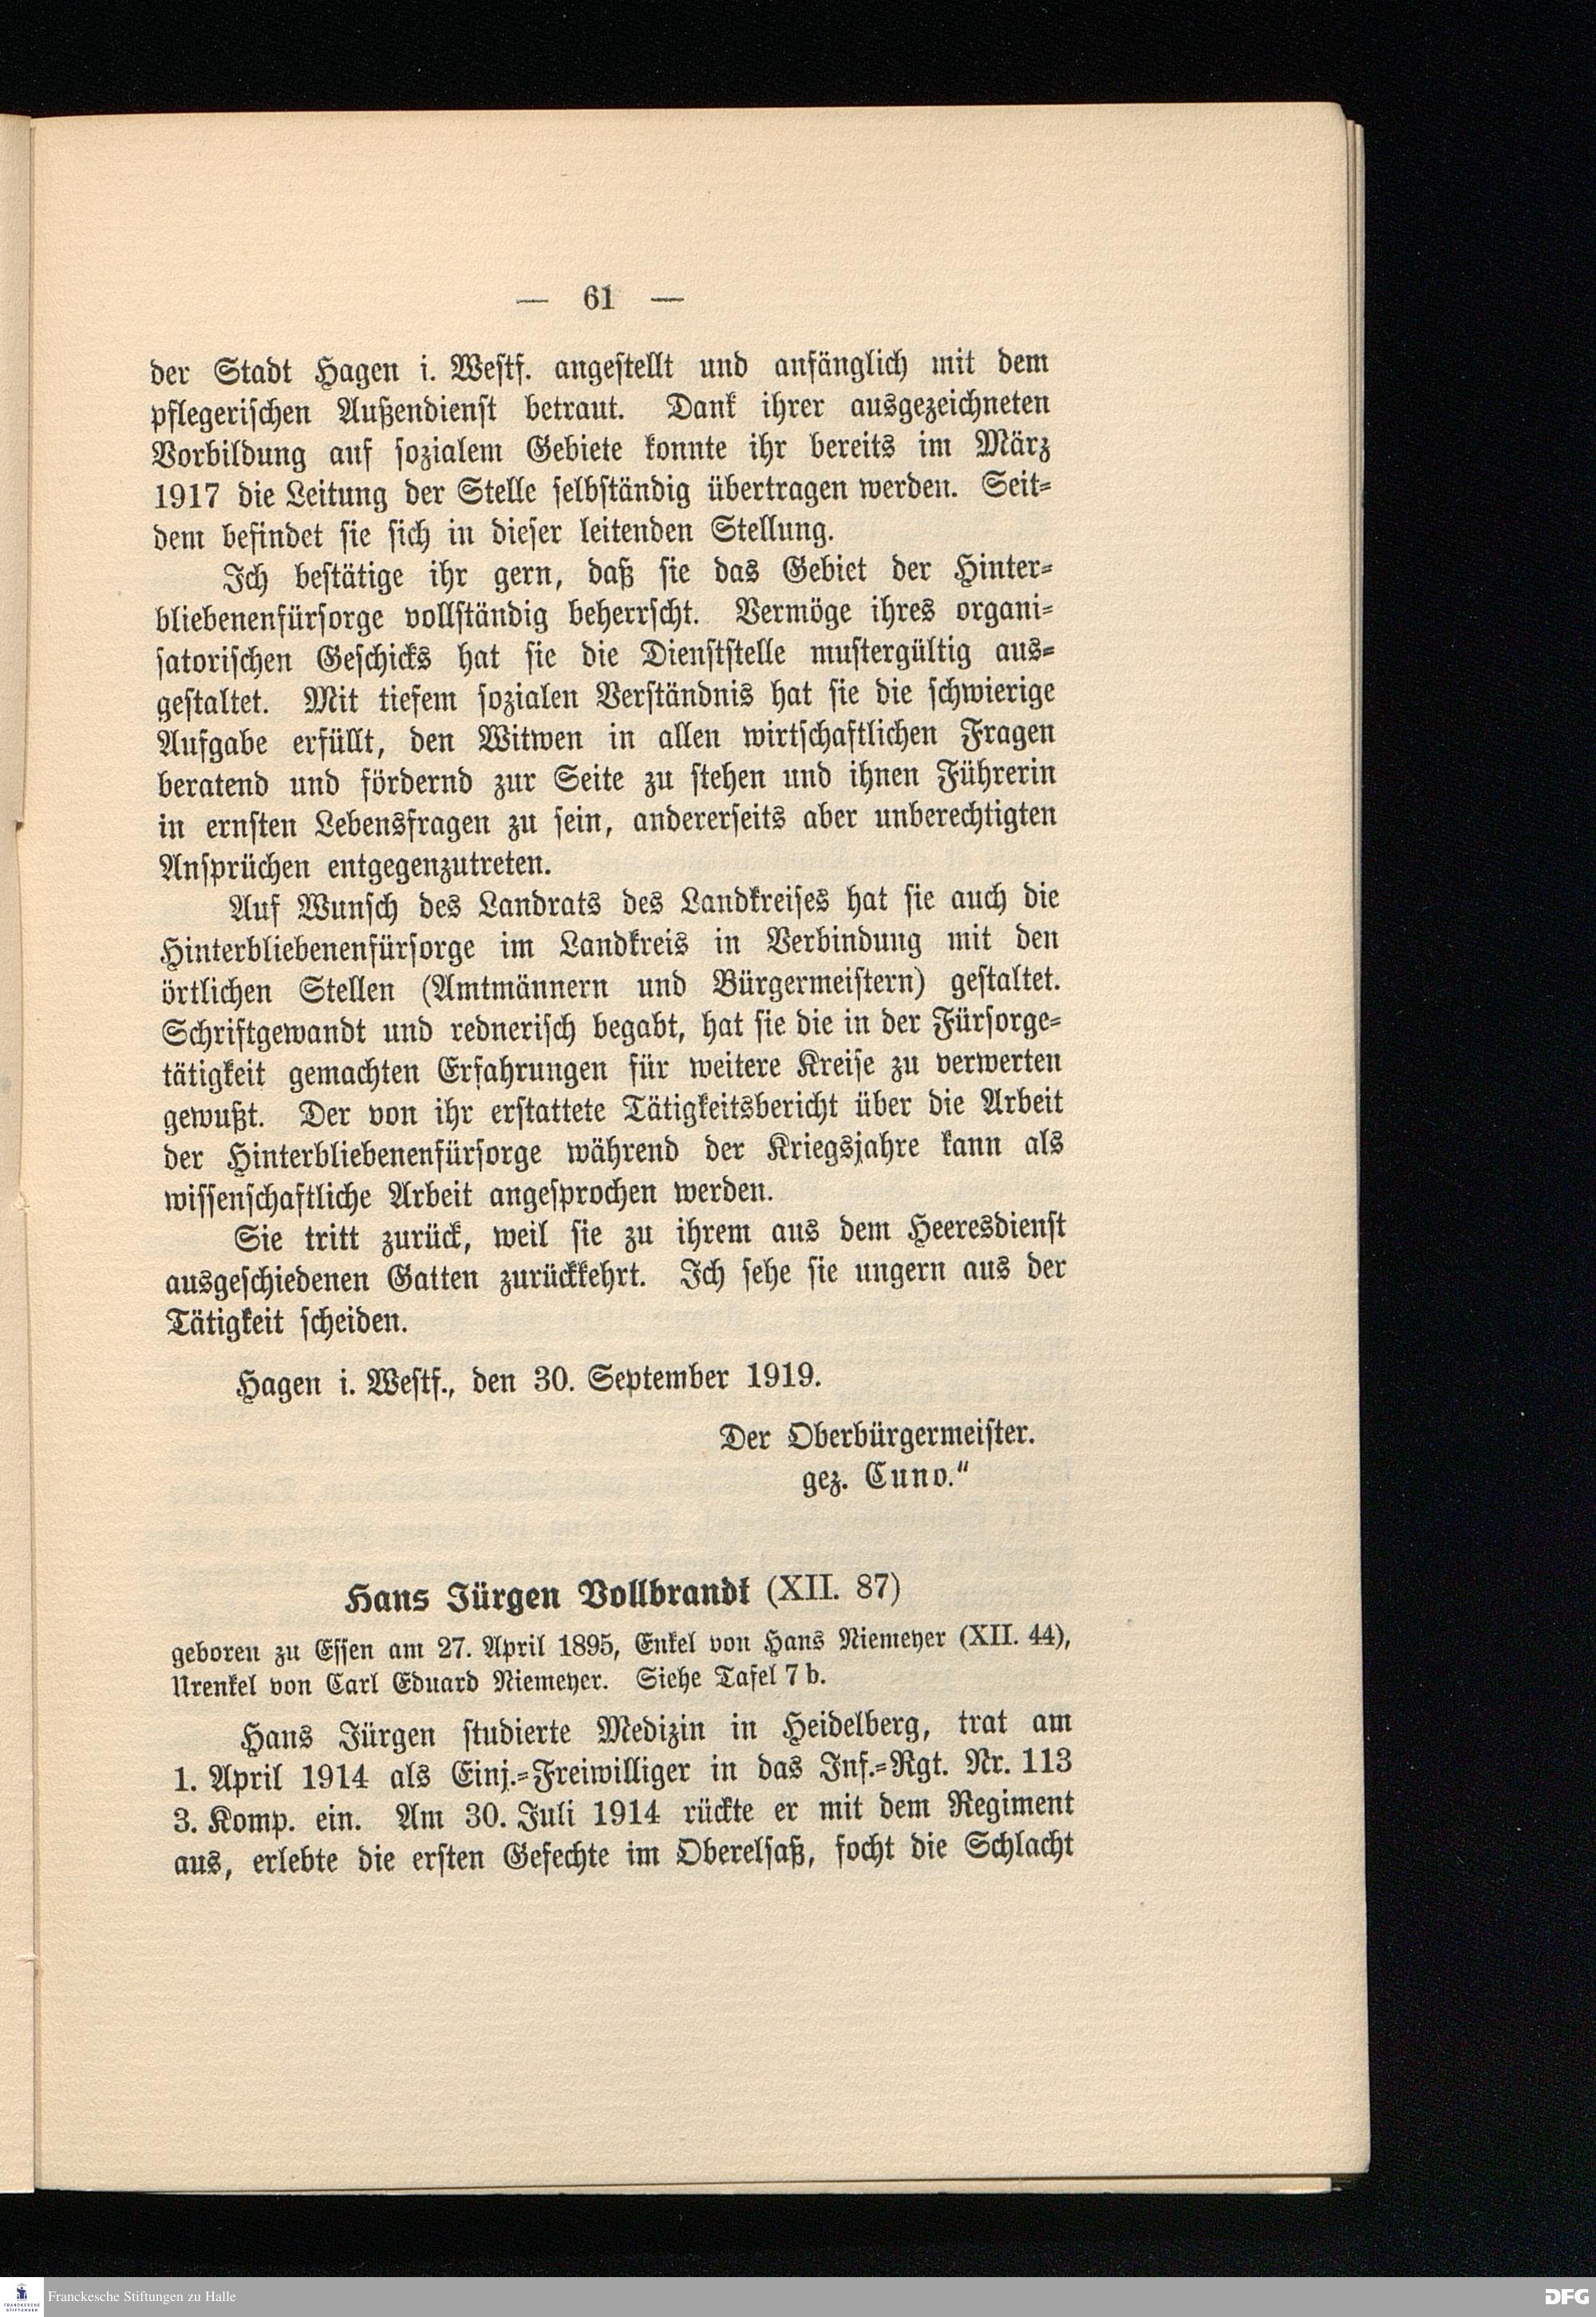 — 61 —
der Stadt Hagen i. Westf. angestellt und anfänglich mit dem
pflegerischen Außendienst betraut. Dank ihrer ausgezeichneten
Vorbildung auf sozialem Gebiete konnte ihr bereits im März
1917 die Leitung der Stelle selbständig übertragen werden. Seit-
dem befindet sie sich in dieser leitenden Stellung.
Ich bestätige ihr gern, daß sie das Gebiet der Hinter-
bliebenenfürsorge vollständig beherrscht. Vermöge ihres organi-
satorischen Geschicks hat sie die Dienststelle mustergültig aus-
gestaltet. Mit tiefem sozialen Verständnis hat sie die schwierige
Aufgabe erfüllt, den Witwen in allen wirtschaftlichen Fragen
beratend und fördernd zur Seite zu stehen und ihnen Führerin
in ernsten Lebensfragen zu sein, andererseits aber unberechtigten
Ansprüchen entgegenzutreten.
Auf Wunsch des Landrats des Landkreises hat sie auch die
Hinterbliebenenfürsorge im Landkreis in Verbindung mit den
örtlichen Stellen (Amtmännern und Bürgermeistern) gestaltet.
Schriftgewandt und rednerisch begabt, hat sie die in der Fürsorge-
tätigkeit gemachten Erfahrungen für weitere Kreise zu verwerten
gewußt. Der von ihr erstattete Tätigkeitsbericht über die Arbeit
der Hinterbliebenenfürsorge während der Kriegsjahre kann als
wissenschaftliche Arbeit angesprochen werden.
Sie tritt zurück, weil sie zu ihrem aus dem Heeresdienst
ausgeschiedenen Gatten zurückkehrt. Ich sehe sie ungern aus der
Tätigkeit scheiden.
Hagen i. Westf., den 30. September 1919.
Der Oberbürgermeister.
gez. Cuno.“
Hans Jürgen Vollbrandt (XII. 87)
geboren zu Essen am 27. April 1895, Enkel von Hans Niemeyer (XII. 44),
Urenkel von Carl Eduard Niemeyer. Siehe Tafel 7 b.
Hans Jürgen studierte Medizin in Heidelberg, trat am
1. April 1914 als Einj.-Freiwilliger in das Inf.-Rgt. Nr. 113
3. Komp. ein. Am 30. Juli 1914 rückte er mit dem Regiment
aus, erlebte die ersten Gefechte im Oberelsaß, focht die Schlacht
FRANCKESCHE
STIFTUNGEN
Franckesche Stiftungen zu Halle
DFG